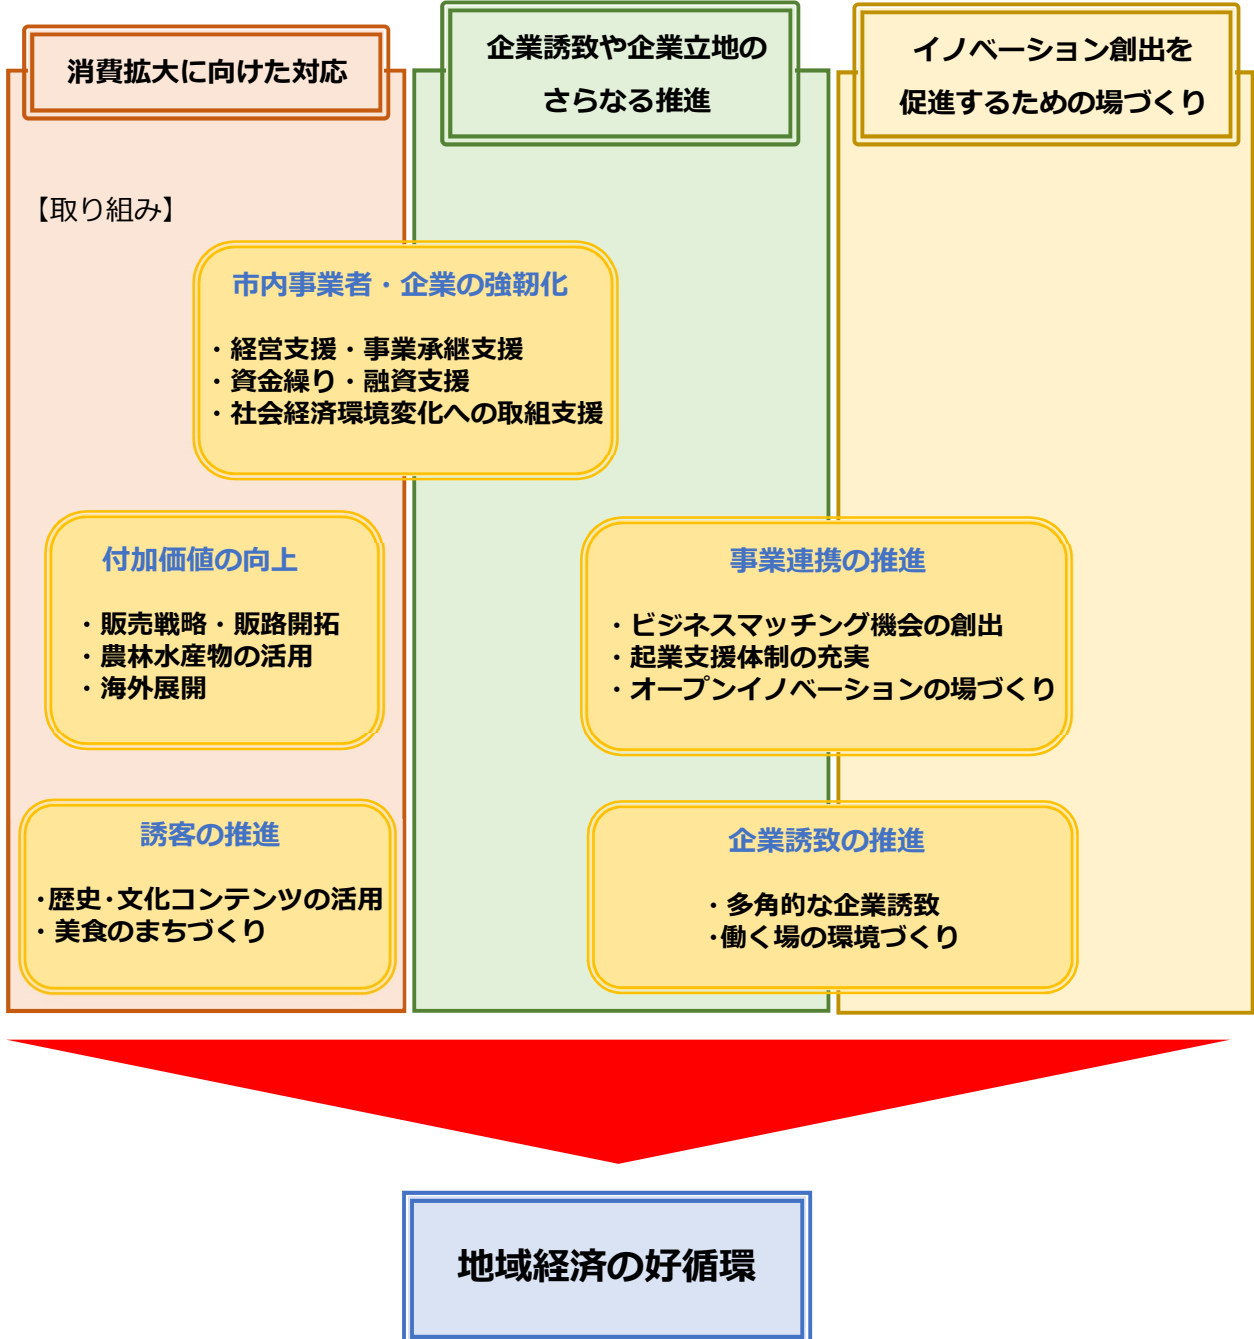 消費拡大に向けた対応
企業誘致や企業立地の
さらなる推進
イノベーション創出を
促進するための場づくり
【取り組み】
市内事業者・企業の強靭化
・経営支援・事業承継支援
・資金繰り・融資支援
・社会経済環境変化への取組支援
付加価値の向上
・販売戦略・販路開拓
・農林水産物の活用
・海外展開
事業連携の推進
・ビジネスマッチング機会の創出
・起業支援体制の充実
・オープンイノベーションの場づくり
誘客の推進
・歴史・文化コンテンツの活用
・美食のまちづくり
企業誘致の推進
・多角的な企業誘致
・働く場の環境づくり
地域経済の好循環